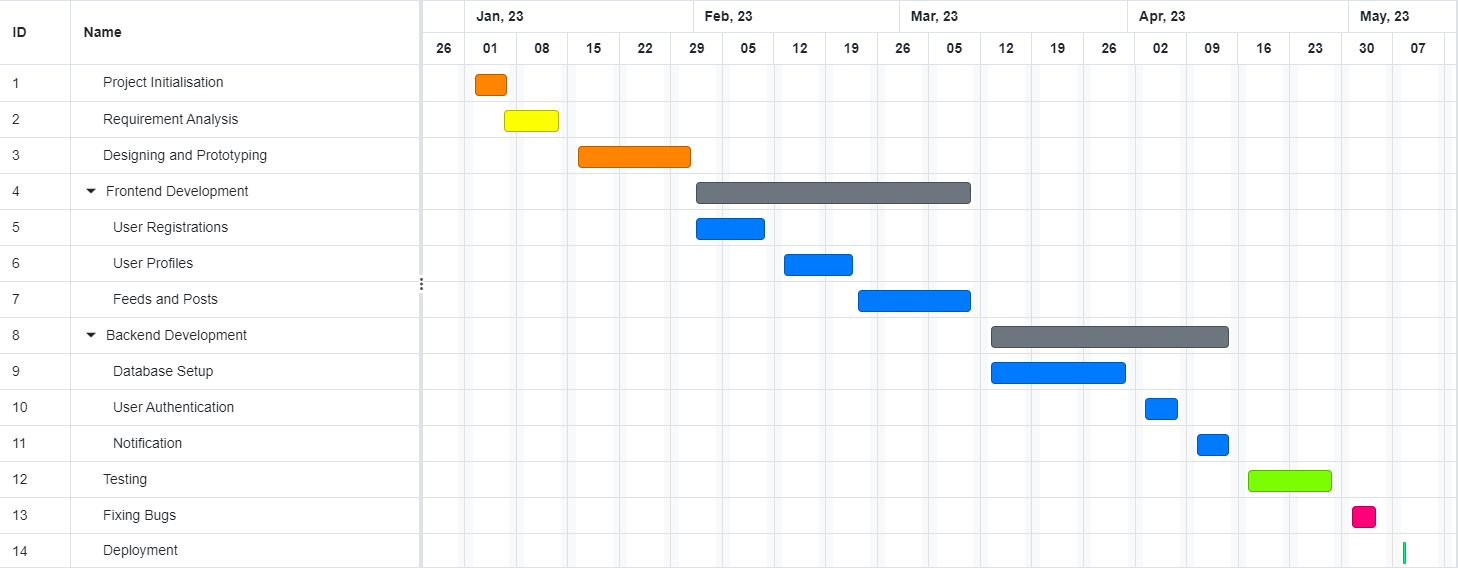 ID Name Jan, 23 Feb, 23 Mar, 23 Apr, 23 May, 23
26 01 08 15 22 29 05 12 19 26 05 12 19 26 02 09 16 23 30 07
1 Project Initialisation
2 Requirement Analysis
3 Designing and Prototyping
4 Frontend Development
5 User Registrations
6 User Profiles
7 Feeds and Posts
8 Backend Development
9 Database Setup
10 User Authentication
11 Notification
12 Testing
13 Fixing Bugs
14 Deployment